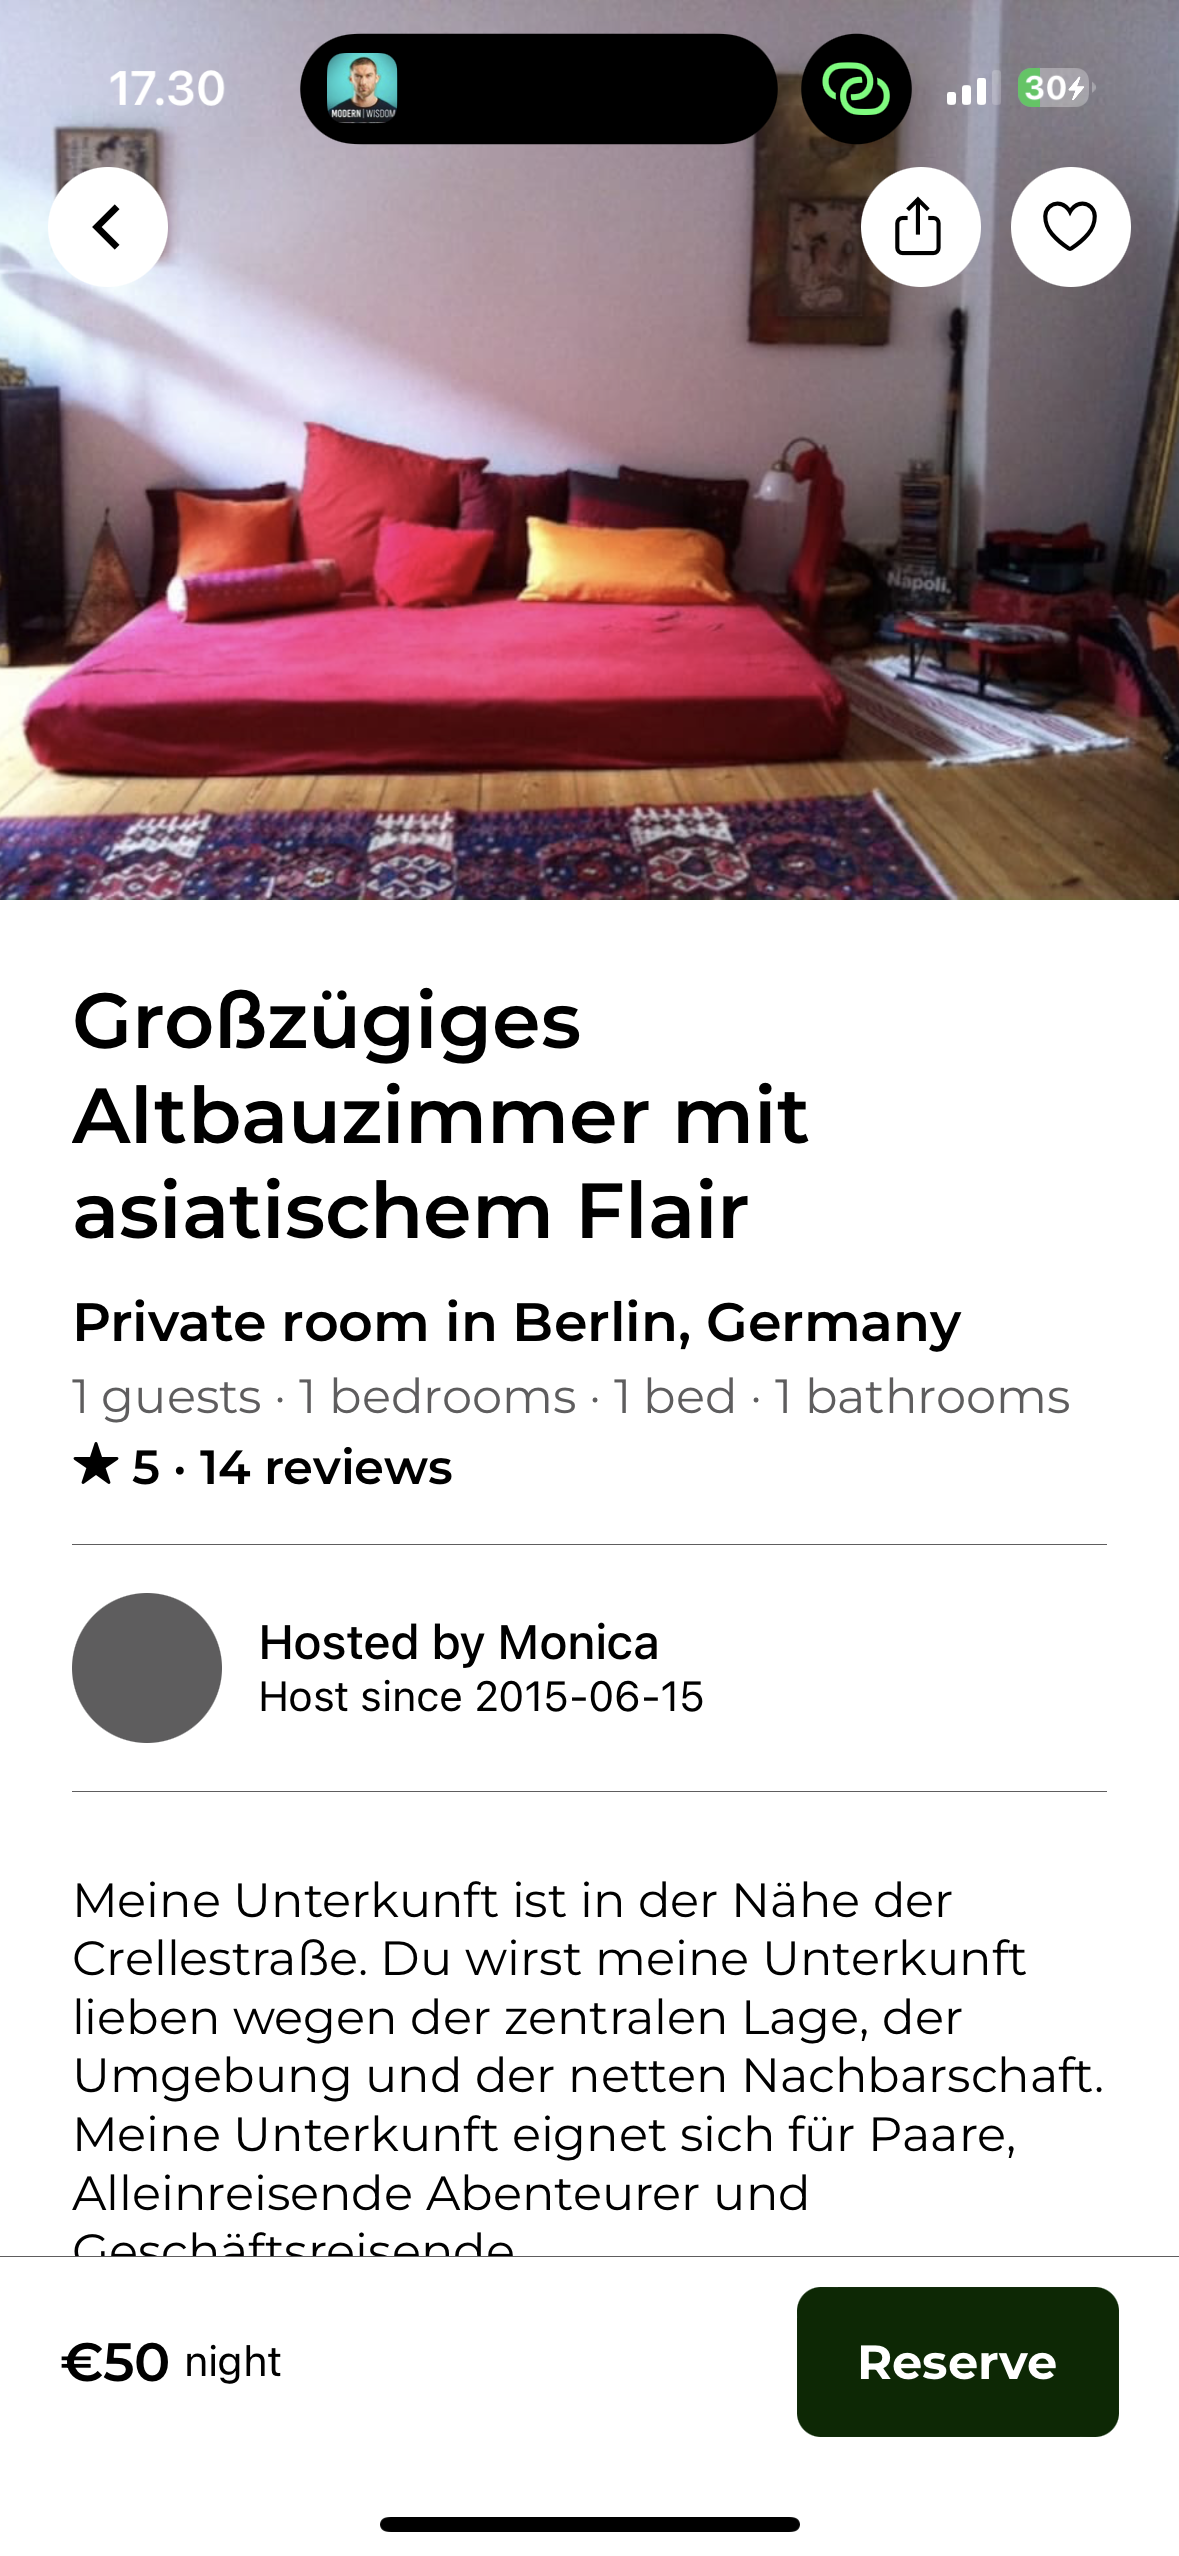 17.30
MODERN | WISDOM
30
Napoli.
Großzügiges
Altbauzimmer mit
asiatischem Flair
Private room in Berlin, Germany
1 guests · 1 bedrooms · 1 bed · 1 bathrooms
★ 5 · 14 reviews
Hosted by Monica
Host since 2015-06-15
Meine Unterkunft ist in der Nähe der
Crellestraße. Du wirst meine Unterkunft
lieben wegen der zentralen Lage, der
Umgebung und der netten Nachbarschaft.
Meine Unterkunft eignet sich für Paare,
Alleinreisende Abenteurer und
Geschäftsreisende
€50 night
Reserve